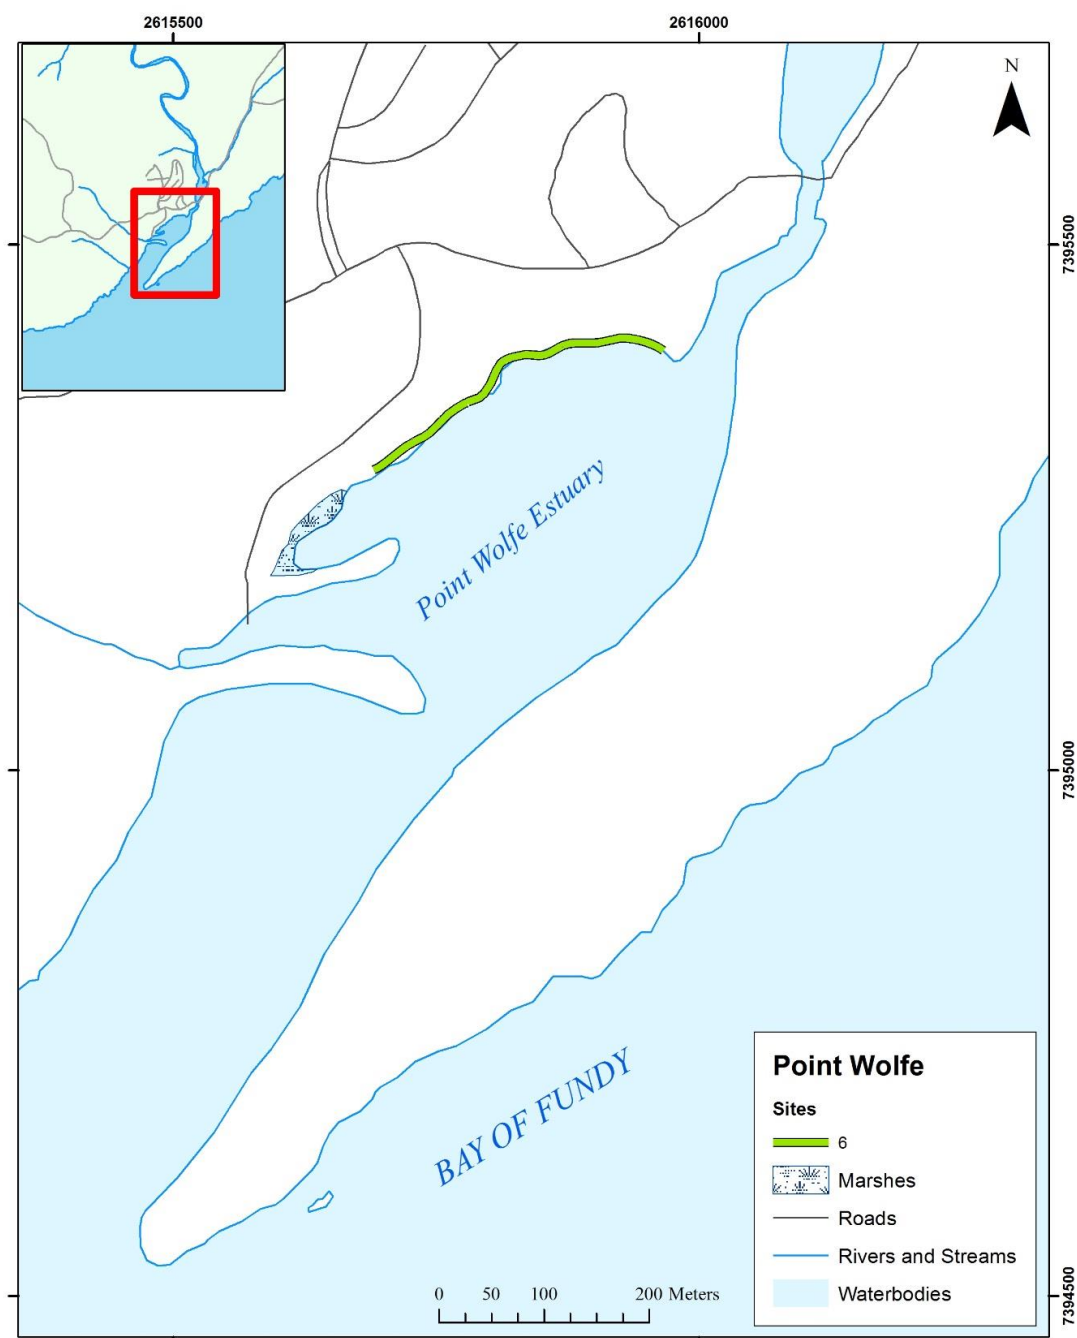 2615500 2616000
N
7395500
Point Wolfe Estuary
7395000
BAY OF FUNDY
Point Wolfe
Sites
6
Marshes
Roads
Rivers and Streams
Waterbodies
0 50 100 200 Meters
7394500